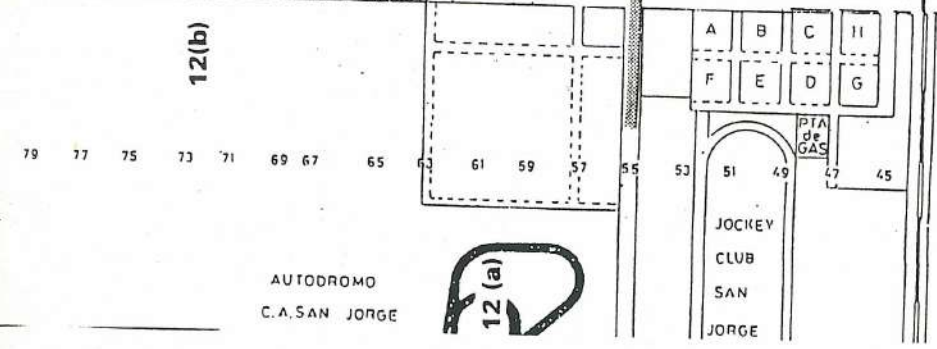 12(b)
A B C H
F E D G
PTA
de
GAS
79 77 75 73 71 69 67 65 63 61 59 57 55 53 51 49 47 45
JOCKEY
CLUB
SAN
JORGE
AUTODROMO
C.A.SAN JORGE
12 (a)